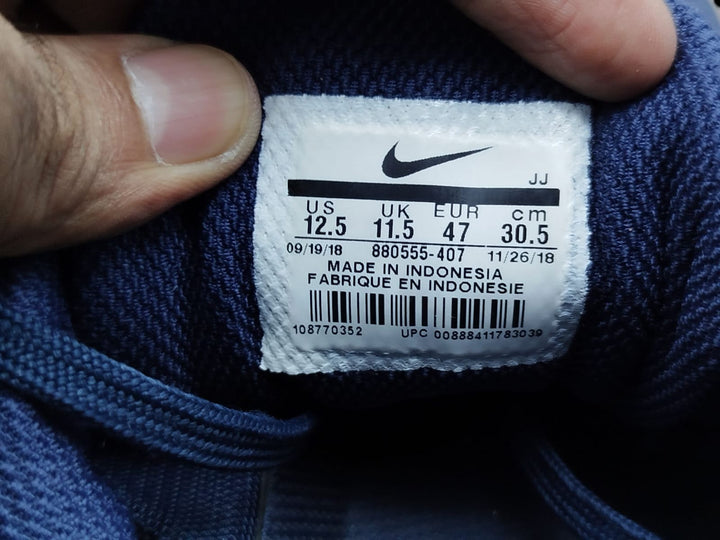 JJ
US UK EUR cm
12.5 11.5 47 30.5
09/19/18 880555-407 11/26/18
MADE IN INDONESIA
FABRIQUE EN INDONESIE
108770352 UPC 00888411783039